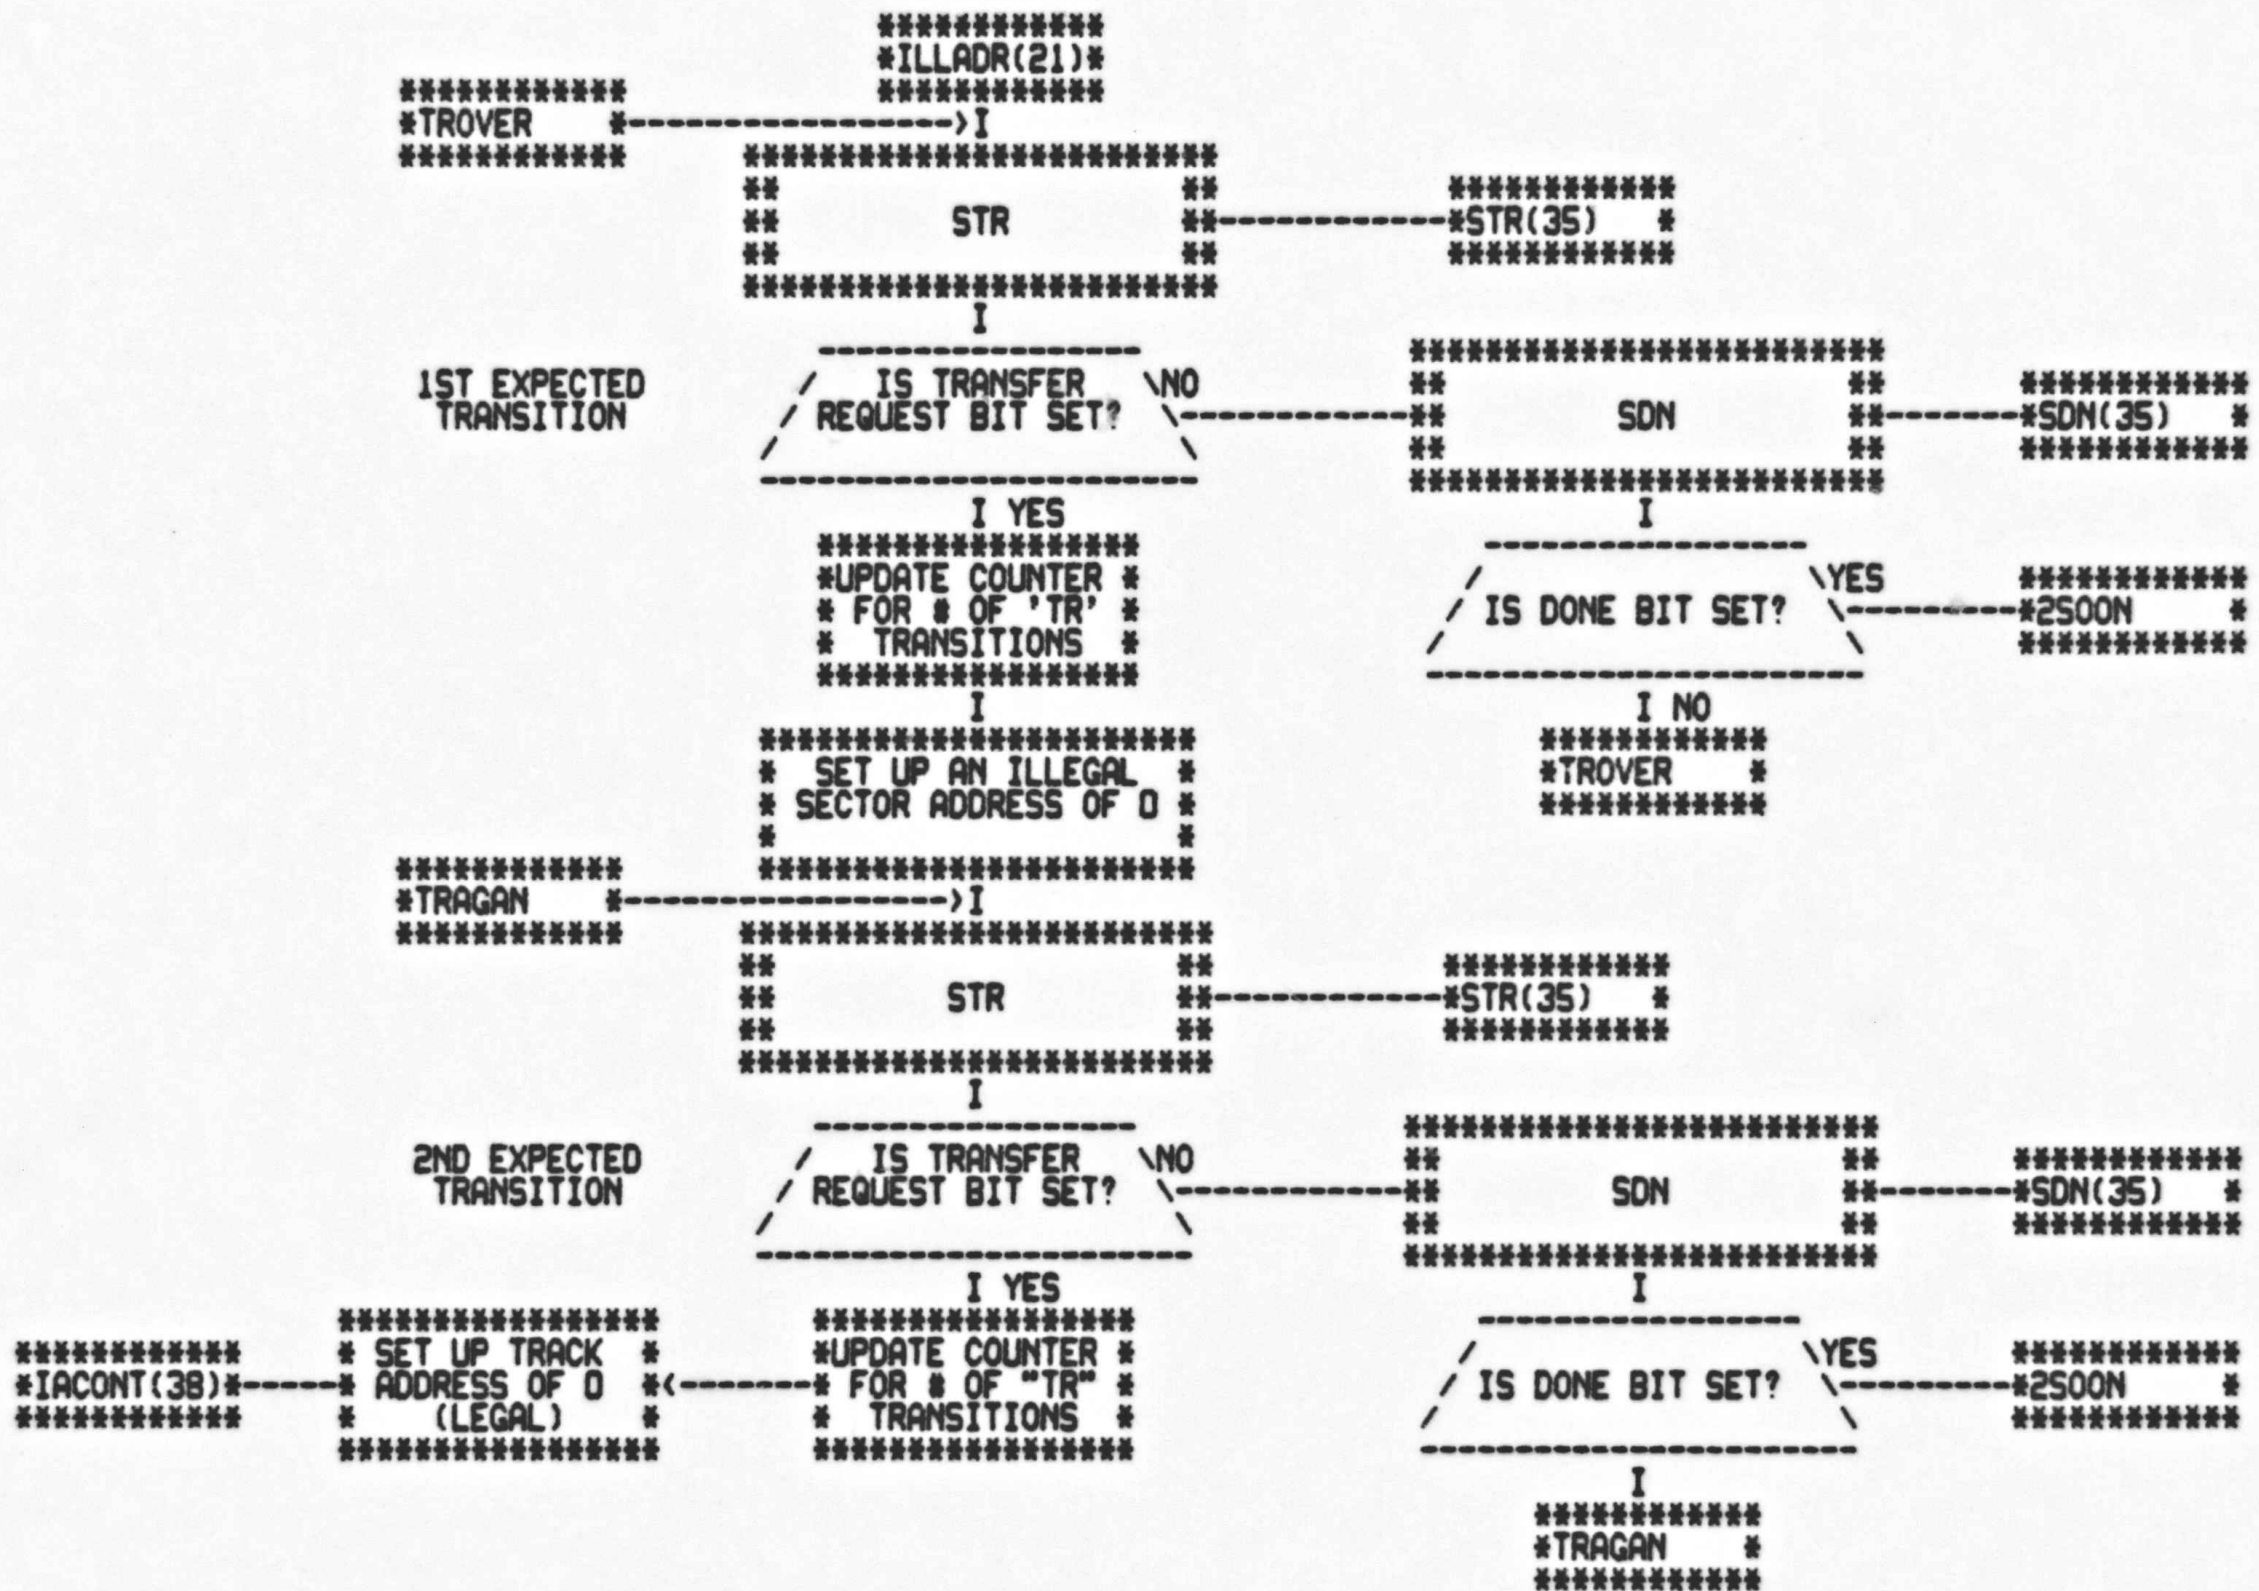 ILLADR(21)
TROVER
STR
STR(35)
1ST EXPECTED
TRANSITION
IS TRANSFER
REQUEST BIT SET?
NO
SDN
SDN(35)
I YES
UPDATE COUNTER
FOR # OF 'TR'
TRANSITIONS
IS DONE BIT SET?
YES
2SOON
I NO
TROVER
SET UP AN ILLEGAL
SECTOR ADDRESS OF 0
TRAGAN
STR
STR(35)
2ND EXPECTED
TRANSITION
IS TRANSFER
REQUEST BIT SET?
NO
SDN
SDN(35)
I YES
UPDATE COUNTER
FOR # OF "TR"
TRANSITIONS
SET UP TRACK
ADDRESS OF 0
(LEGAL)
IACONT(38)
IS DONE BIT SET?
YES
2SOON
TRAGAN